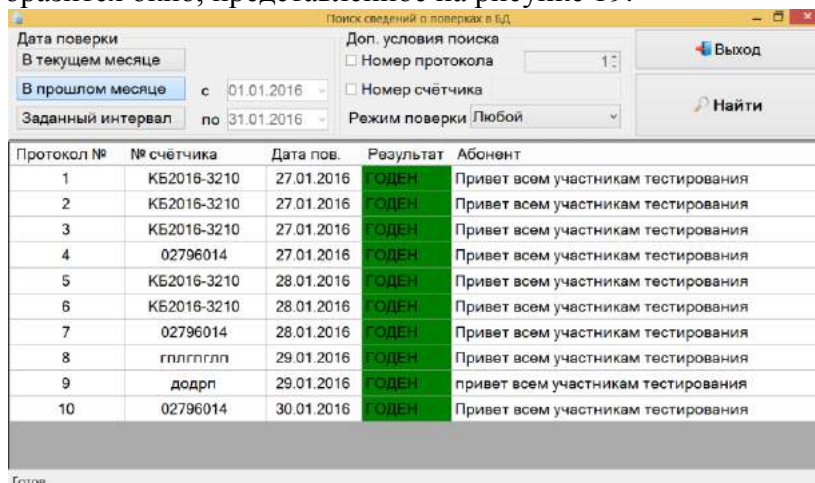 бразится окно, представленное на рисунке 19.
Поиск сведений о поверках в БД
Дата поверки
В текущем месяце
В прошлом месяце с 01.01.2016
Заданный интервал по 31.01.2016
Доп. условия поиска
Номер протокола 1
Номер счётчика
Режим поверки Любой
Выход
Найти
Протокол № № счётчика Дата пов. Результат Абонент
1 КБ2016-3210 27.01.2016 ГОДЕН Привет всем участникам тестирования
2 КБ2016-3210 27.01.2016 ГОДЕН Привет всем участникам тестирования
3 КБ2016-3210 27.01.2016 ГОДЕН Привет всем участникам тестирования
4 02796014 27.01.2016 ГОДЕН Привет всем участникам тестирования
5 КБ2016-3210 28.01.2016 ГОДЕН Привет всем участникам тестирования
6 КБ2016-3210 28.01.2016 ГОДЕН Привет всем участникам тестирования
7 02796014 28.01.2016 ГОДЕН Привет всем участникам тестирования
8 29.01.2016 ГОДЕН Привет всем участникам тестирования
9 додрп 29.01.2016 ГОДЕН привет всем участникам тестирования
10 02796014 30.01.2016 ГОДЕН Привет всем участникам тестирования
Готов